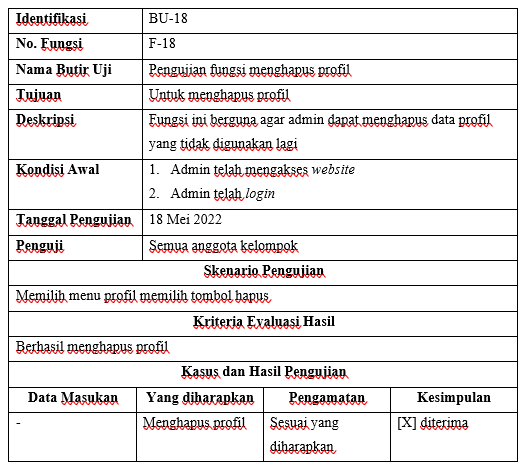 Identifikasi BU-18
No. Fungsi F-18
Nama Butir Uji Pengujian fungsi menghapus profil
Tujuan Untuk menghapus profil
Deskripsi Fungsi ini berguna agar admin dapat menghapus data profil
yang tidak digunakan lagi
Kondisi Awal 1. Admin telah mengakses website
2. Admin telah login
Tanggal Pengujian 18 Mei 2022
Penguji Semua anggota kelompok
Skenario Pengujian
Memilih menu profil memilih tombol hapus
Kriteria Evaluasi Hasil
Berhasil menghapus profil
Kasus dan Hasil Pengujian
Data Masukan Yang diharapkan Pengamatan Kesimpulan
- Menghapus profil Sesuai yang [X] diterima
diharapkan